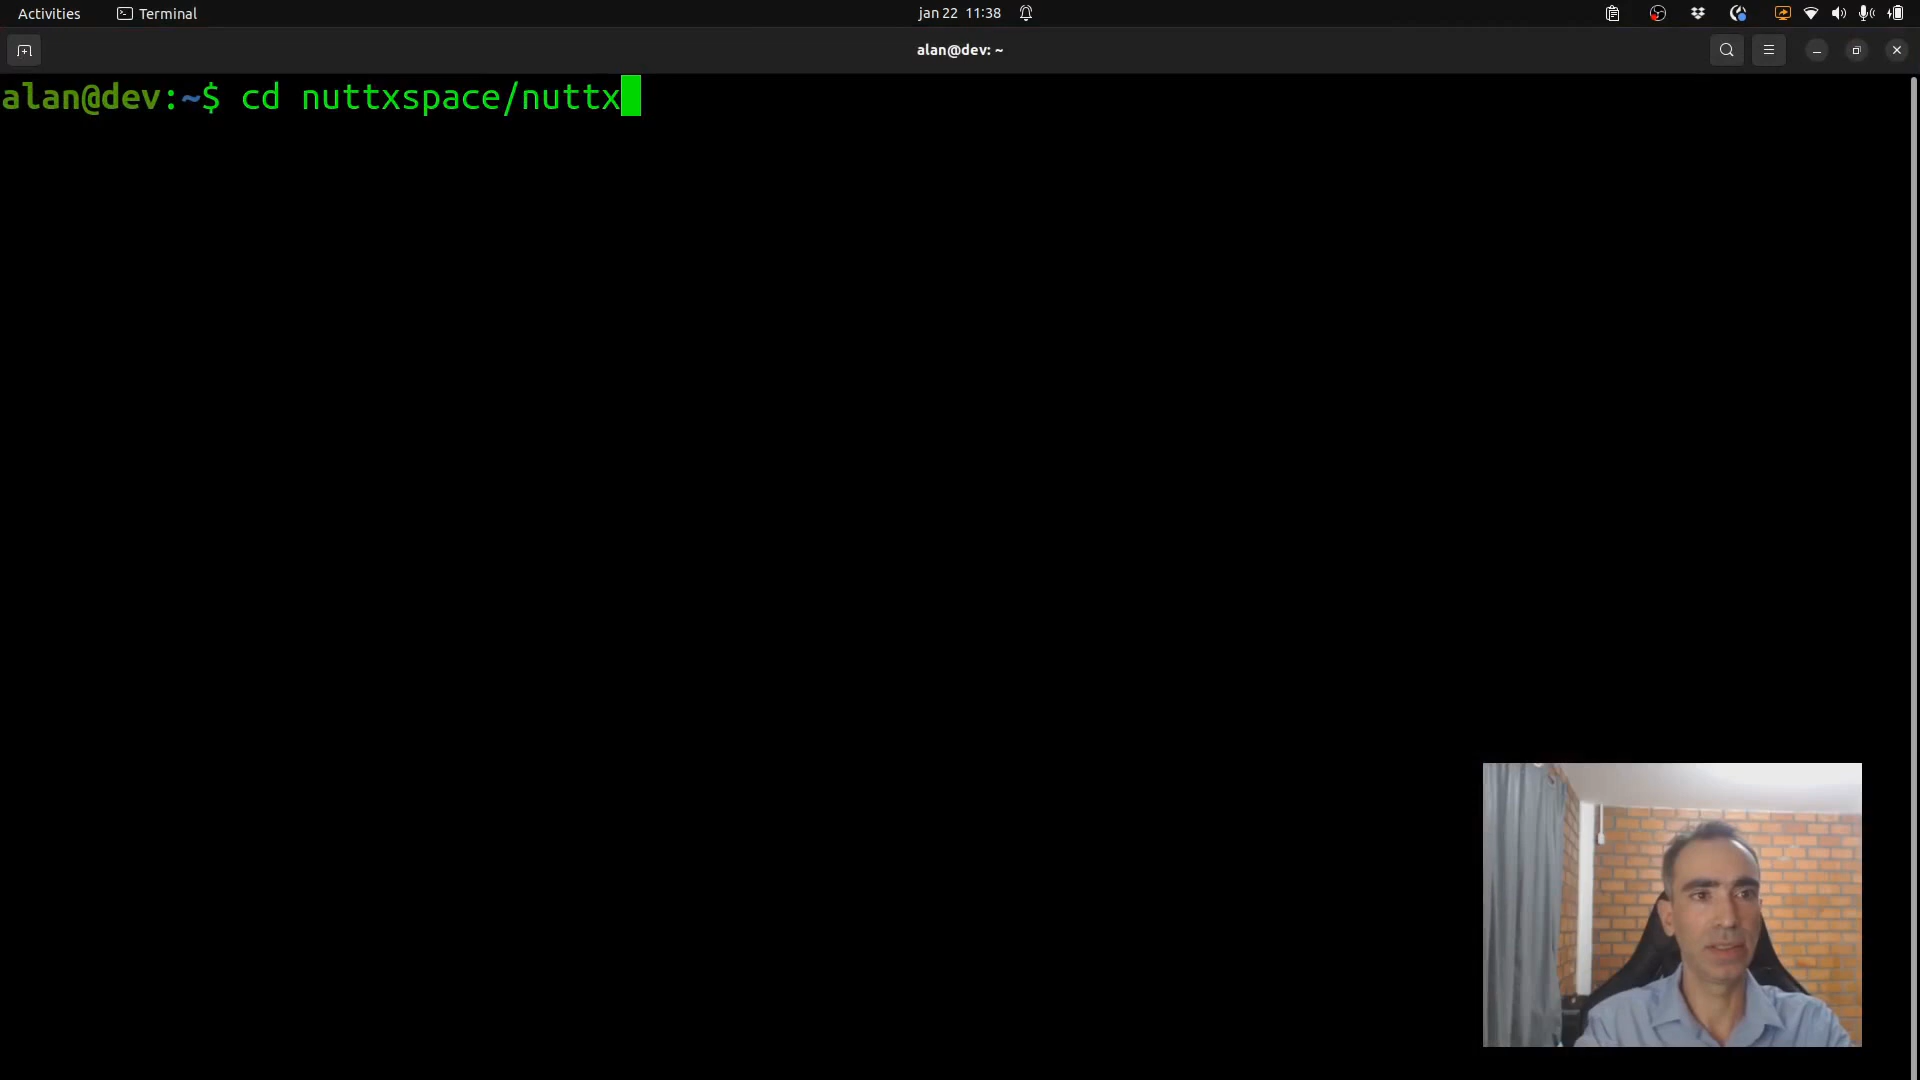 Activities Terminal jan 22 11:38
alan@dev: ~
alan@dev:~$ cd nuttxspace/nuttx